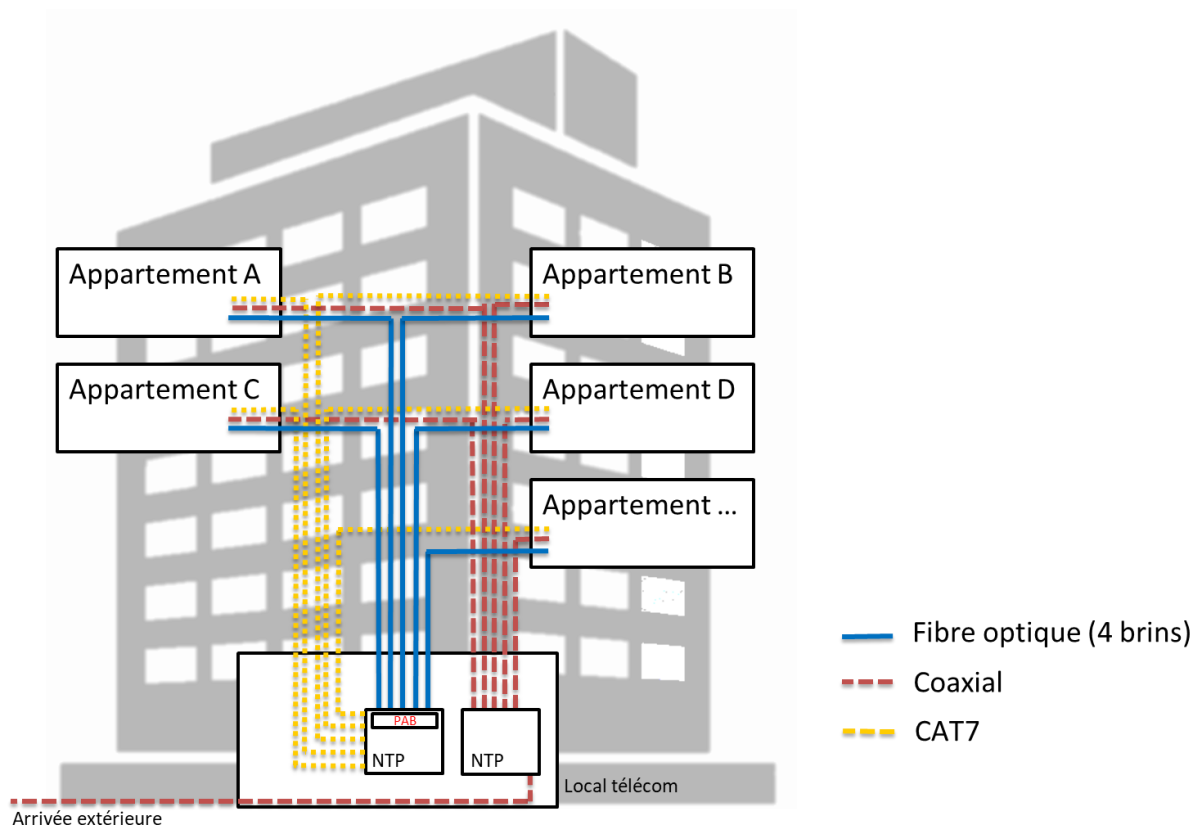 Appartement A
Appartement B
Appartement C
Appartement D
Appartement ...
Fibre optique (4 brins)
Coaxial
CAT7
PAB
NTP
NTP
Local télécom
Arrivée extérieure